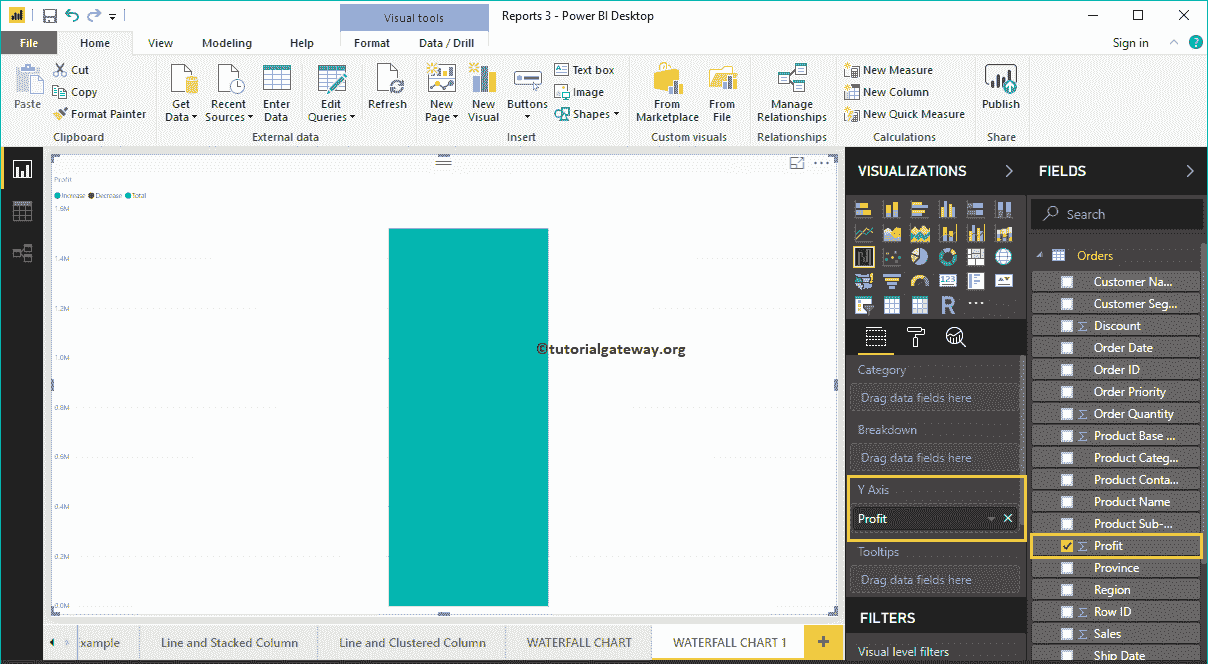 Visual tools
Reports 3 - Power BI Desktop
File
Home
View
Modeling
Help
Format
Data / Drill
Sign in
?
Paste
Cut
Copy
Format Painter
Clipboard
Get Data
Recent Sources
Enter Data
Edit Queries
External data
Refresh
New Page
New Visual
Buttons
Text box
Image
Shapes
Insert
From Marketplace
From File
Custom visuals
Manage Relationships
Relationships
New Measure
New Column
New Quick Measure
Calculations
Publish
Share
Profit
Increase Decrease Total
1.6M
1.4M
1.2M
1.0M
0.8M
0.6M
0.4M
0.2M
0.0M
©tutorialgateway.org
VISUALIZATIONS
123
R
Category
Drag data fields here
Breakdown
Drag data fields here
Y Axis
Profit
Tooltips
Drag data fields here
FILTERS
Visual level filters
FIELDS
Search
Orders
Customer Na...
Customer Seg...
Discount
Order Date
Order ID
Order Priority
Order Quantity
Product Base ...
Product Categ...
Product Conta...
Product Name
Product Sub-...
Profit
Province
Region
Row ID
Sales
Ship Date
xample
Line and Stacked Column
Line and Clustered Column
WATERFALL CHART
WATERFALL CHART 1
+